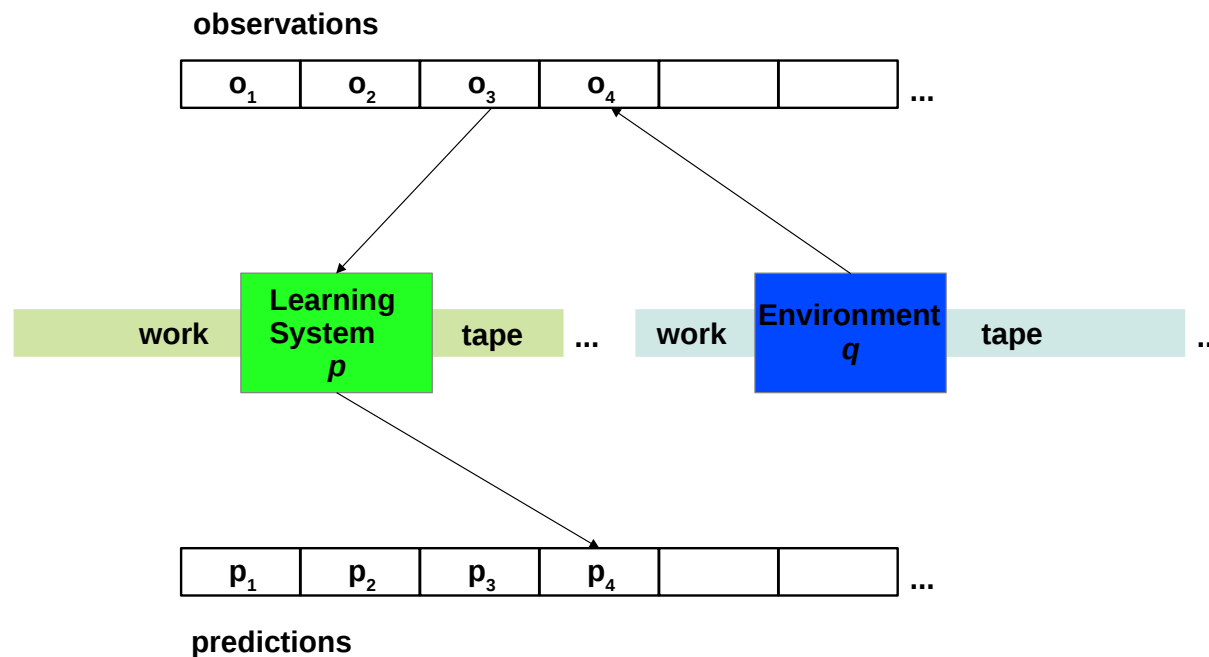 observations
o1 o2 o3 o4 ...
Learning
System
p
work tape ...
Environment
q
work tape ..
p1 p2 p3 p4 ...
predictions